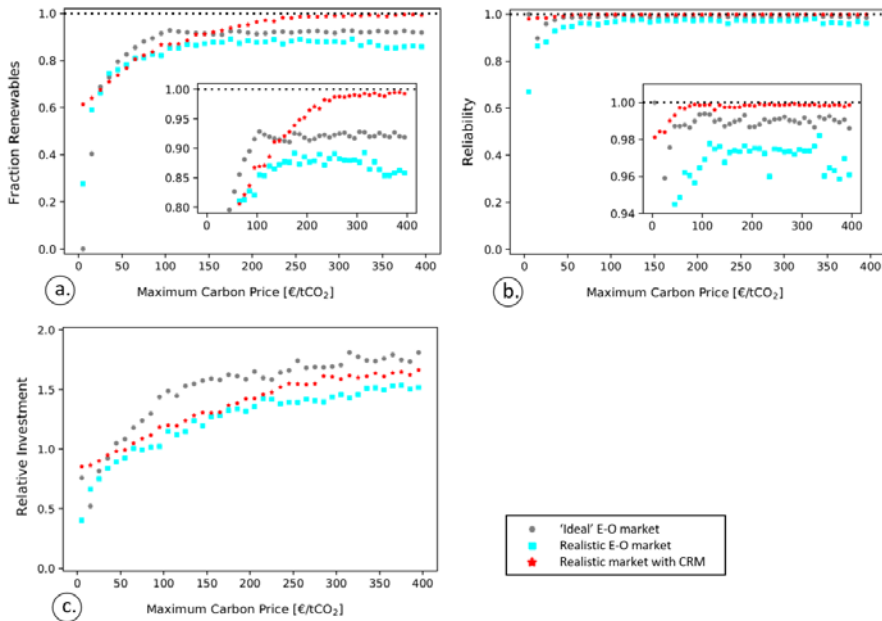 1.0
0.8
0.6
0.4
0.2
0.0
Fraction Renewables
1.00
0.95
0.90
0.85
0.80
0 100 200 300 400
0 50 100 150 200 250 300 350 400
Maximum Carbon Price [€/tCO₂]
a.
1.0
0.8
0.6
0.4
0.2
0.0
Reliability
1.00
0.98
0.96
0.94
0 100 200 300 400
0 50 100 150 200 250 300 350 400
Maximum Carbon Price [€/tCO₂]
b.
2.0
1.5
1.0
0.5
0.0
Relative Investment
0 50 100 150 200 250 300 350 400
Maximum Carbon Price [€/tCO₂]
c.
'Ideal' E-O market
Realistic E-O market
Realistic market with CRM